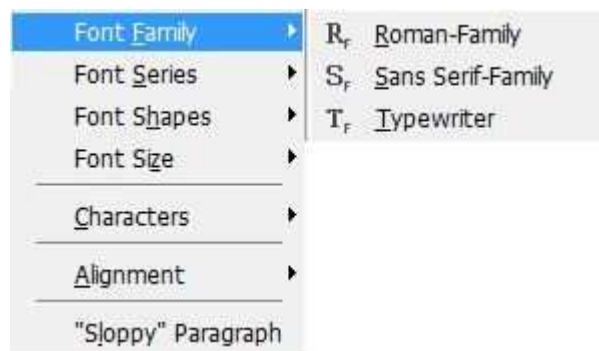 Font Family
Font Series
Font Shapes
Font Size
Characters
Alignment
"Sloppy" Paragraph
RF Roman-Family
SF Sans Serif-Family
TF Typewriter